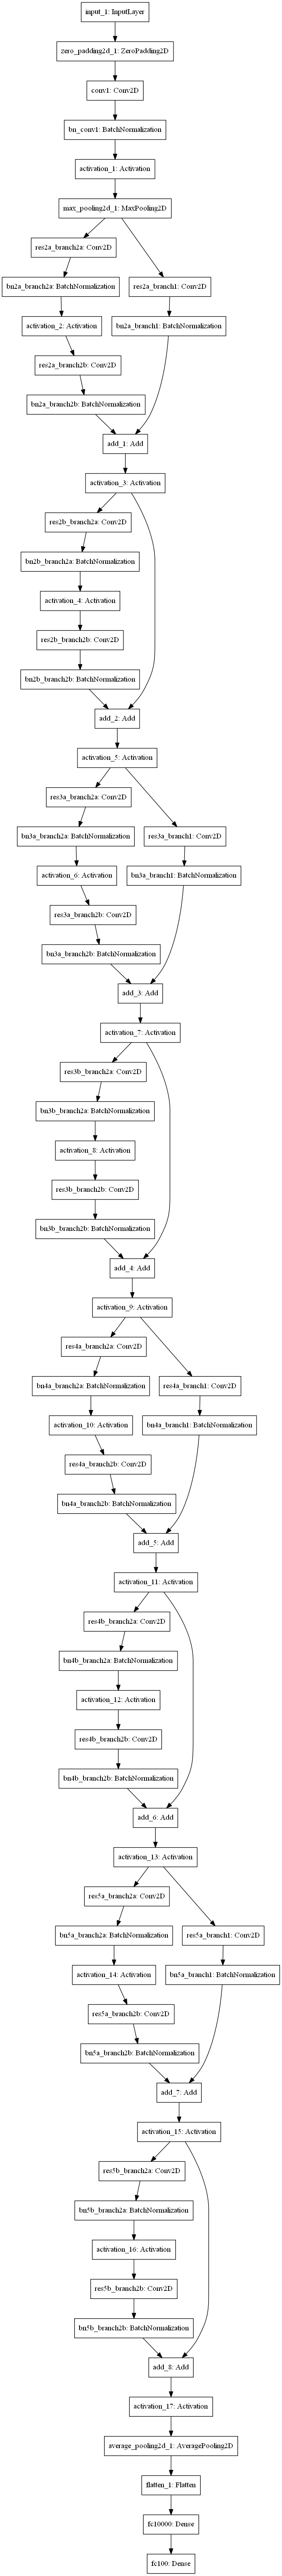 input_1: InputLayer
zero_padding2d_1: ZeroPadding2D
conv1: Conv2D
bn_conv1: BatchNormalization
activation_1: Activation
max_pooling2d_1: MaxPooling2D
res2a_branch2a: Conv2D
bn2a_branch2a: BatchNormalization
res2a_branch1: Conv2D
activation_2: Activation
bn2a_branch1: BatchNormalization
res2a_branch2b: Conv2D
bn2a_branch2b: BatchNormalization
add_1: Add
activation_3: Activation
res2b_branch2a: Conv2D
bn2b_branch2a: BatchNormalization
activation_4: Activation
res2b_branch2b: Conv2D
bn2b_branch2b: BatchNormalization
add_2: Add
activation_5: Activation
res3a_branch2a: Conv2D
bn3a_branch2a: BatchNormalization
res3a_branch1: Conv2D
activation_6: Activation
bn3a_branch1: BatchNormalization
res3a_branch2b: Conv2D
bn3a_branch2b: BatchNormalization
add_3: Add
activation_7: Activation
res3b_branch2a: Conv2D
bn3b_branch2a: BatchNormalization
activation_8: Activation
res3b_branch2b: Conv2D
bn3b_branch2b: BatchNormalization
add_4: Add
activation_9: Activation
res4a_branch2a: Conv2D
bn4a_branch2a: BatchNormalization
res4a_branch1: Conv2D
activation_10: Activation
bn4a_branch1: BatchNormalization
res4a_branch2b: Conv2D
bn4a_branch2b: BatchNormalization
add_5: Add
activation_11: Activation
res4b_branch2a: Conv2D
bn4b_branch2a: BatchNormalization
activation_12: Activation
res4b_branch2b: Conv2D
bn4b_branch2b: BatchNormalization
add_6: Add
activation_13: Activation
res5a_branch2a: Conv2D
bn5a_branch2a: BatchNormalization
res5a_branch1: Conv2D
activation_14: Activation
bn5a_branch1: BatchNormalization
res5a_branch2b: Conv2D
bn5a_branch2b: BatchNormalization
add_7: Add
activation_15: Activation
res5b_branch2a: Conv2D
bn5b_branch2a: BatchNormalization
activation_16: Activation
res5b_branch2b: Conv2D
bn5b_branch2b: BatchNormalization
add_8: Add
activation_17: Activation
average_pooling2d_1: AveragePooling2D
flatten_1: Flatten
fc10000: Dense
fc100: Dense